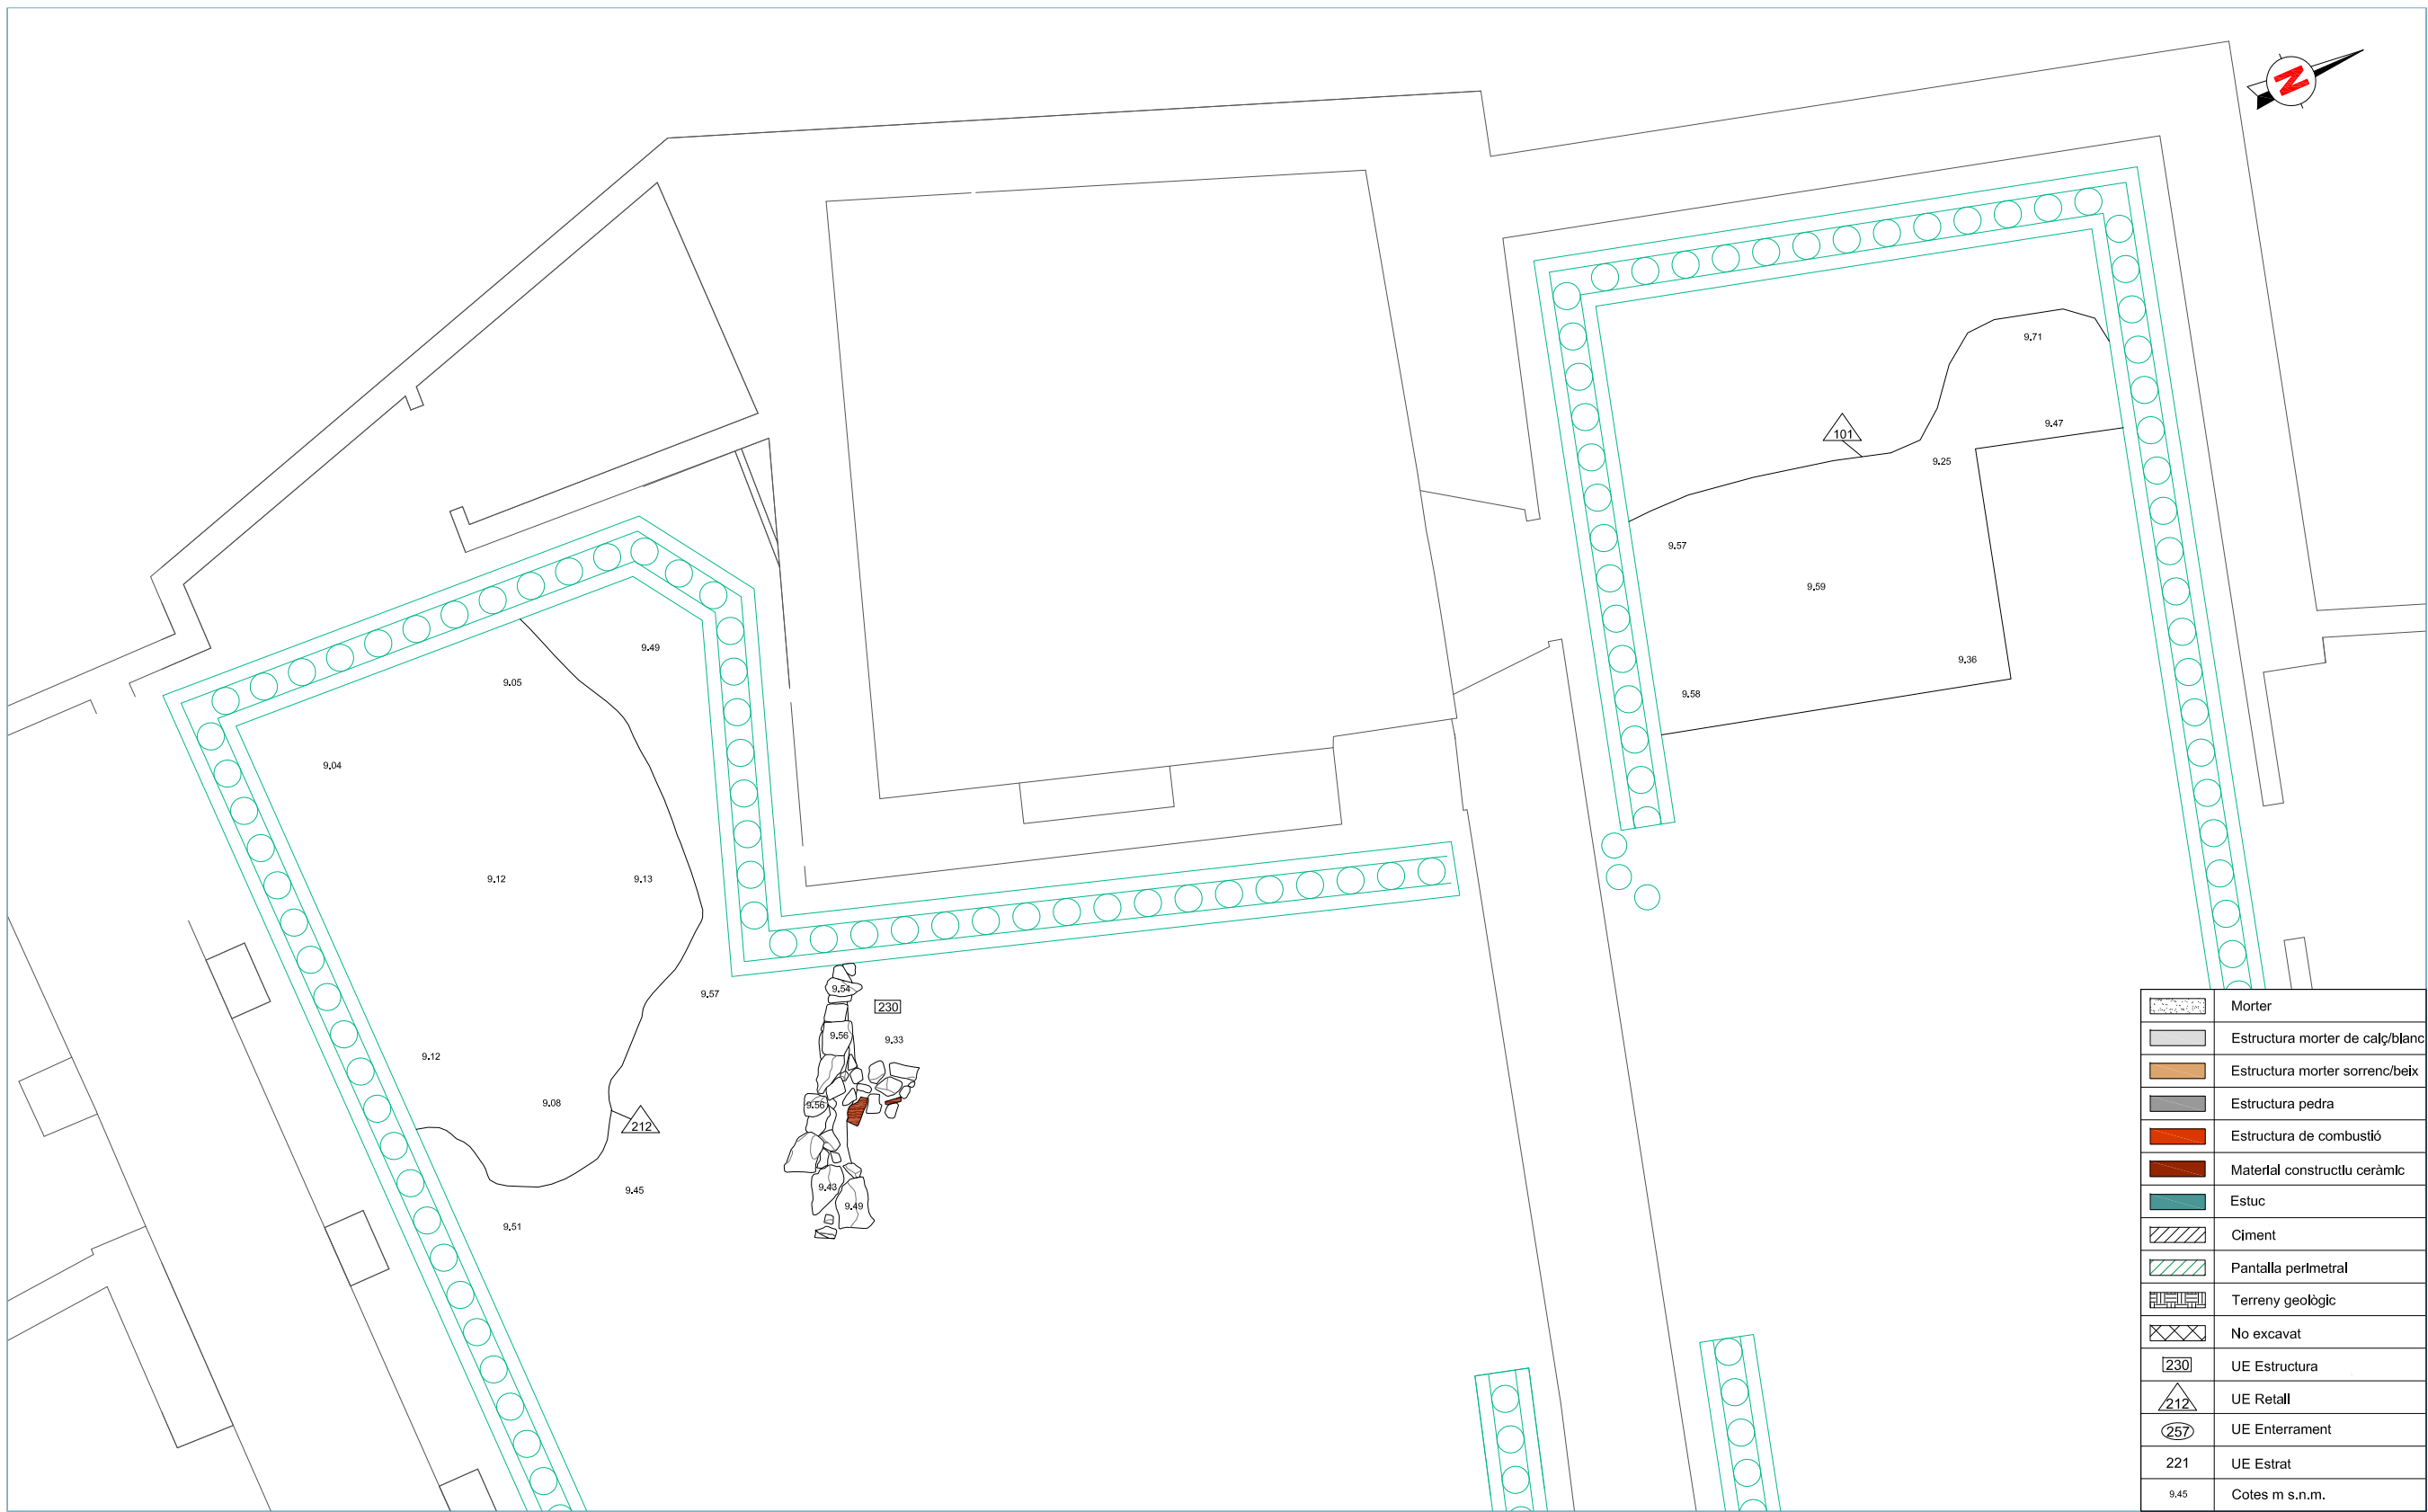 N
9.71
9.47
101
9.25
9.57
9.59
9.49
9.36
9.05
9.58
9.04
9.12
9.13
9.54
9.57
230
9.56
9.33
9.12
9.08
9.56
212
9.43
9.45
9.49
9.51
Morter
Estructura morter de calç/blanc
Estructura morter sorrenc/beix
Estructura pedra
Estructura de combustió
Material constructiu ceràmic
Estuc
Ciment
Pantalla perimetral
Terreny geològic
No excavat
230 UE Estructura
212 UE Retall
257 UE Enterrament
221 UE Estrat
9.45 Cotes m s.n.m.